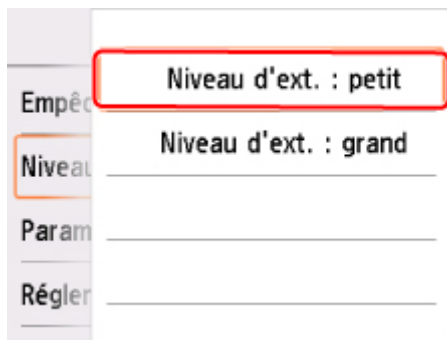 Niveau d'ext. : petit
Niveau d'ext. : grand
Empêc
Niveau
Param
Régler